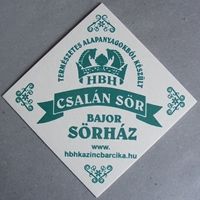 TERMÉSZETES ALAPANYAGOKBÓL KÉSZÜLT
HBH
CSALÁN SÖR
BAJOR
SÖRHÁZ
www.
hbhkazincbarcika.hu